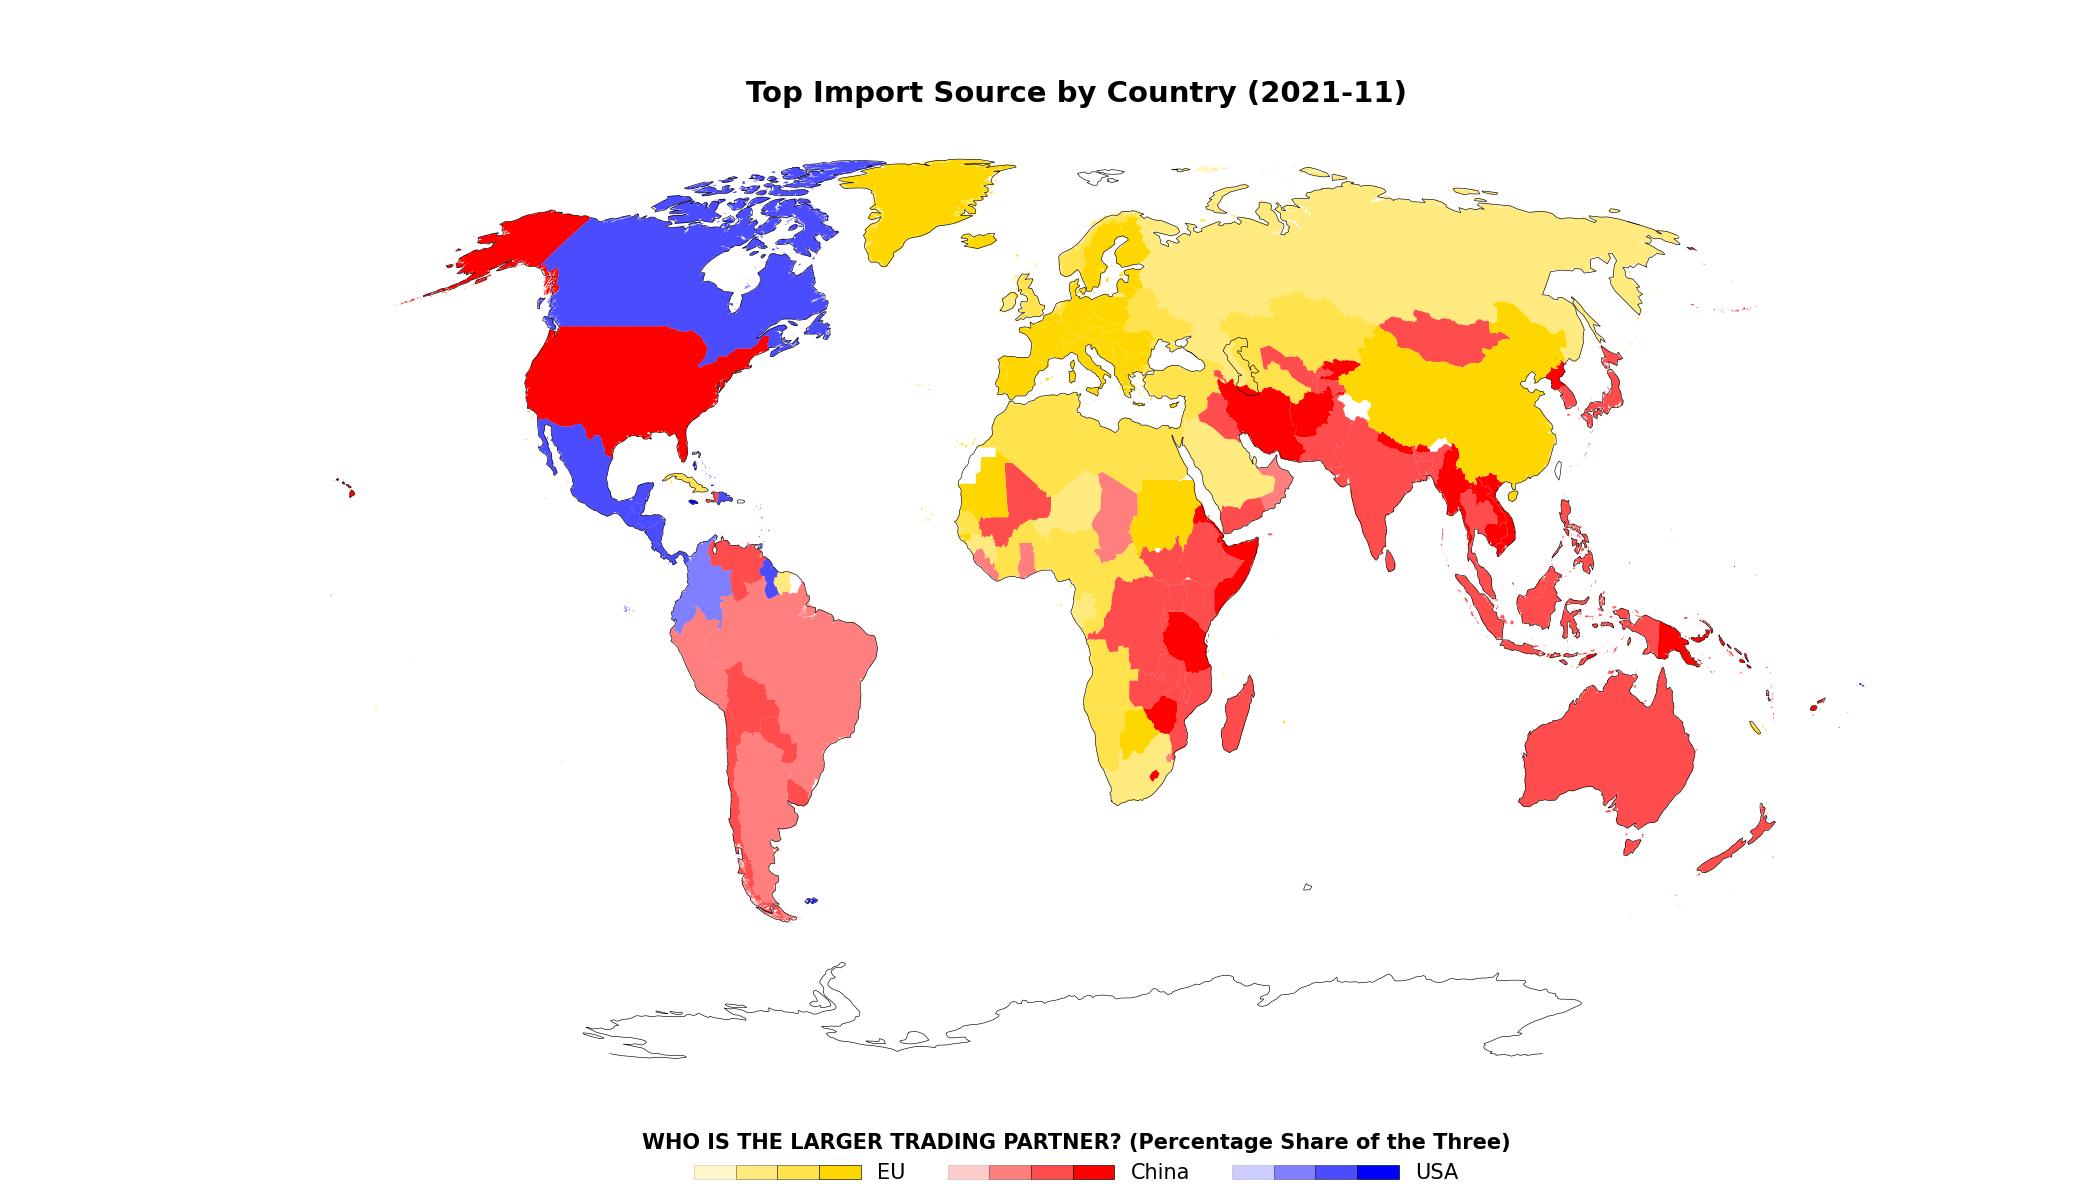 Top Import Source by Country (2021-11)
WHO IS THE LARGER TRADING PARTNER? (Percentage Share of the Three)
EU China USA